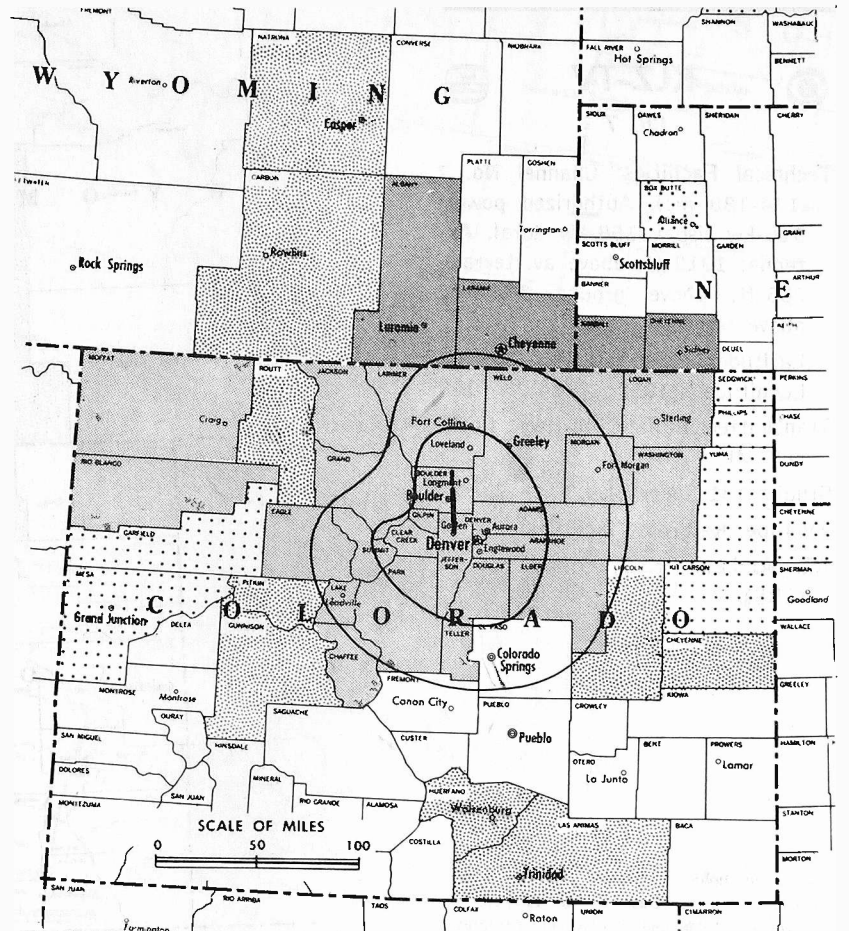 FREMONT
NATRONA
CONVERSE
NIOBRARA
FALL RIVER
Hot Springs
SHANNON
WASHABAUGH
BENNETT
WYOMING
Riverton
Casper
SIOUX
DAWES
Chadron
SHERIDAN
CHERRY
PLATTE
GOSHEN
CARBON
ALBANY
BOX BUTTE
Alliance
Torrington
GRANT
Rawlins
Rock Springs
SCOTTS BLUFF
Scottsbluff
MORRILL
GARDEN
ARTHUR
BANNER
NE
LARAMIE
Laramie
Cheyenne
KIMBALL
CHEYENNE
Sidney
DEUEL
KEITH
MOFFAT
ROUTT
JACKSON
LARIMER
WELD
LOGAN
SEDGWICK
PERKINS
PHILLIPS
CHASE
Craig
Fort Collins
Sterling
Loveland
Greeley
MORGAN
Fort Morgan
WASHINGTON
YUMA
DUNDY
RIO BLANCO
GRAND
BOULDER
Longmont
Boulder
GARFIELD
EAGLE
GILPIN
CLEAR CREEK
Golden
DENVER
Denver
Aurora
Englewood
ADAMS
ARAPAHOE
CHEYENNE
SUMMIT
JEFFERSON
DOUGLAS
ELBERT
LINCOLN
KIT CARSON
SHERMAN
Goodland
MESA
PITKIN
LAKE
Leadville
PARK
COLORADO
Grand Junction
DELTA
GUNNISON
TELLER
EL PASO
WALLACE
CHEYENNE
Colorado Springs
CHAFFEE
MONTROSE
Montrose
FREMONT
Canon City
KIOWA
GREELEY
OURAY
SAGUACHE
PUEBLO
Pueblo
CROWLEY
SAN MIGUEL
HINSDALE
CUSTER
OTERO
La Junta
BENT
PROWERS
Lamar
HAMILTON
DOLORES
MINERAL
SAN JUAN
RIO GRANDE
ALAMOSA
HUERFANO
Walsenburg
MONTEZUMA
STANTON
SCALE OF MILES
0 50 100
COSTILLA
LAS ANIMAS
Trinidad
BACA
MORTON
SAN JUAN
RIO ARRIBA
TAOS
COLFAX
Raton
UNION
CIMARRON